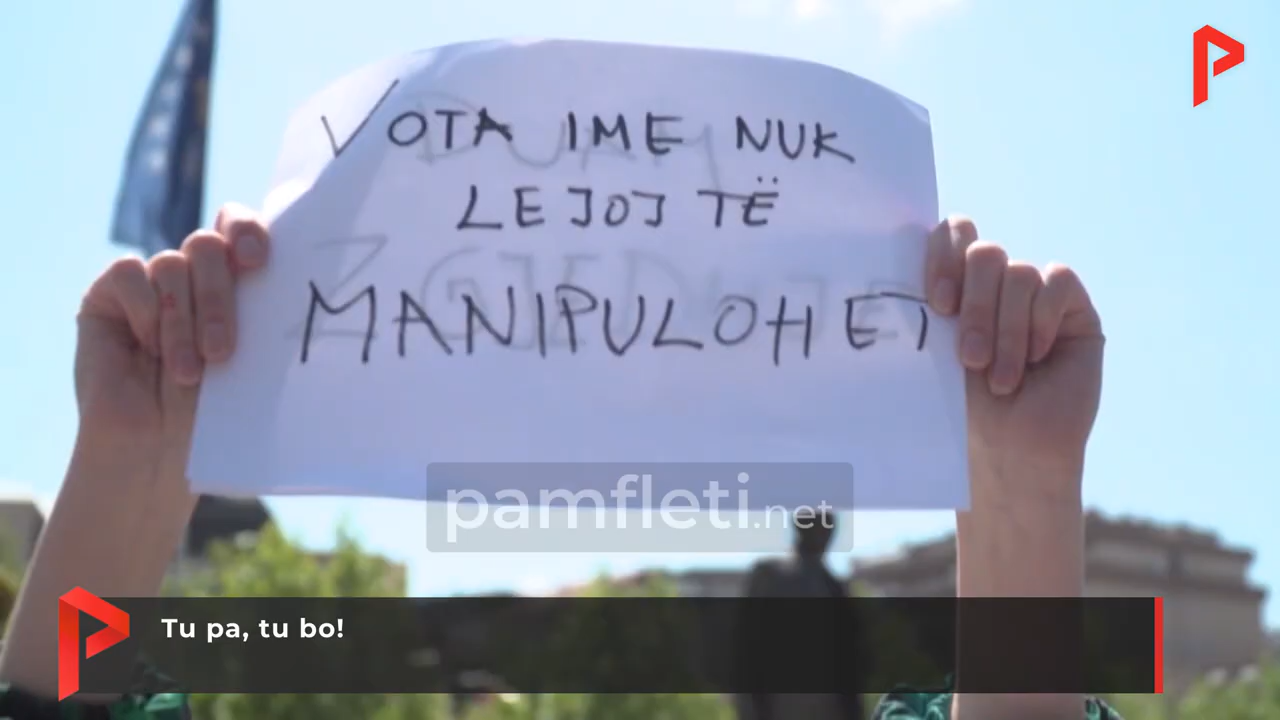 VOTA IME NUK
LEJOJ TË
MANIPULOHET
pamfleti.net
Tu pa, tu bo!